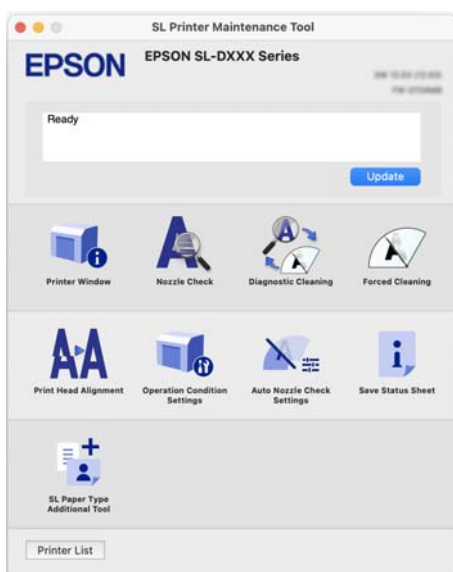 SL Printer Maintenance Tool
EPSON
EPSON SL-DXXX Series
Ready
Update
Printer Window
Nozzle Check
Diagnostic Cleaning
Forced Cleaning
Print Head Alignment
Operation Condition
Settings
Auto Nozzle Check
Settings
Save Status Sheet
SL Paper Type
Additional Tool
Printer List